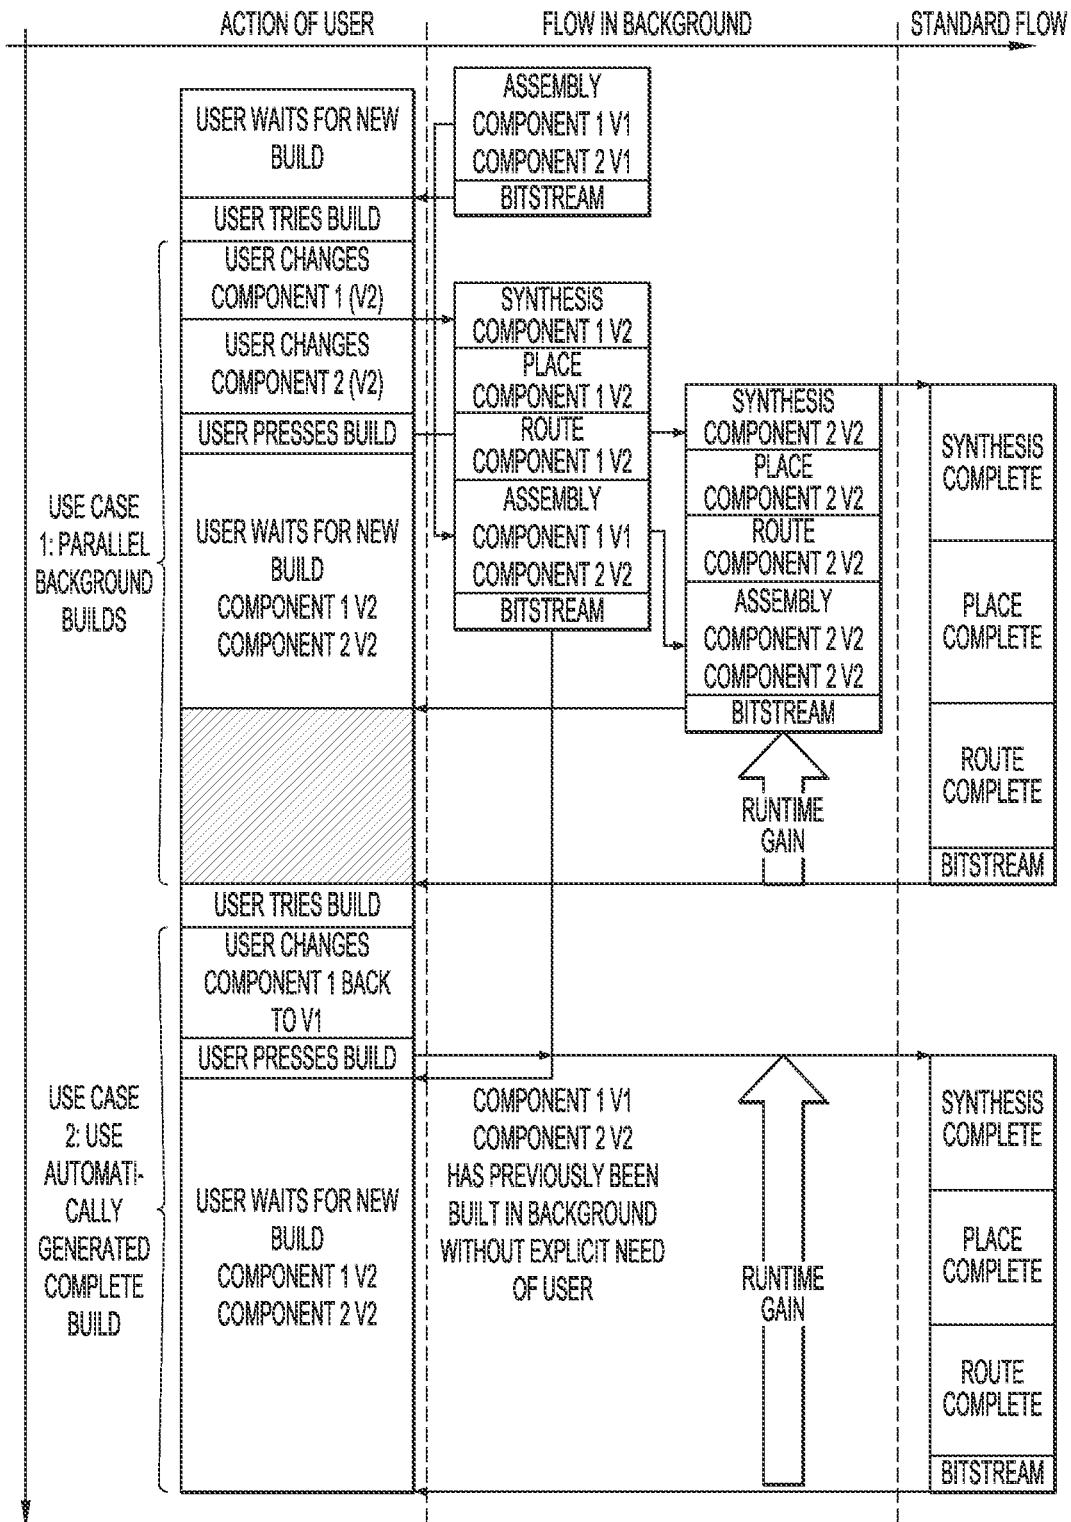 ACTION OF USER
FLOW IN BACKGROUND
STANDARD FLOW
USER WAITS FOR NEW
BUILD
USER TRIES BUILD
USER CHANGES
COMPONENT 1 (V2)
USER CHANGES
COMPONENT 2 (V2)
USER PRESSES BUILD
USER WAITS FOR NEW
BUILD
COMPONENT 1 V2
COMPONENT 2 V2
USE CASE
1: PARALLEL
BACKGROUND
BUILDS
ASSEMBLY
COMPONENT 1 V1
COMPONENT 2 V1
BITSTREAM
SYNTHESIS
COMPONENT 1 V2
PLACE
COMPONENT 1 V2
ROUTE
COMPONENT 1 V2
ASSEMBLY
COMPONENT 1 V1
COMPONENT 2 V2
BITSTREAM
SYNTHESIS
COMPONENT 2 V2
PLACE
COMPONENT 2 V2
ROUTE
COMPONENT 2 V2
ASSEMBLY
COMPONENT 2 V2
COMPONENT 2 V2
BITSTREAM
RUNTIME
GAIN
SYNTHESIS
COMPLETE
PLACE
COMPLETE
ROUTE
COMPLETE
BITSTREAM
USER TRIES BUILD
USER CHANGES
COMPONENT 1 BACK
TO V1
USER PRESSES BUILD
USER WAITS FOR NEW
BUILD
COMPONENT 1 V2
COMPONENT 2 V2
USE CASE
2: USE
AUTOMATI-
CALLY
GENERATED
COMPLETE
BUILD
COMPONENT 1 V1
COMPONENT 2 V2
HAS PREVIOUSLY BEEN
BUILT IN BACKGROUND
WITHOUT EXPLICIT NEED
OF USER
RUNTIME
GAIN
SYNTHESIS
COMPLETE
PLACE
COMPLETE
ROUTE
COMPLETE
BITSTREAM